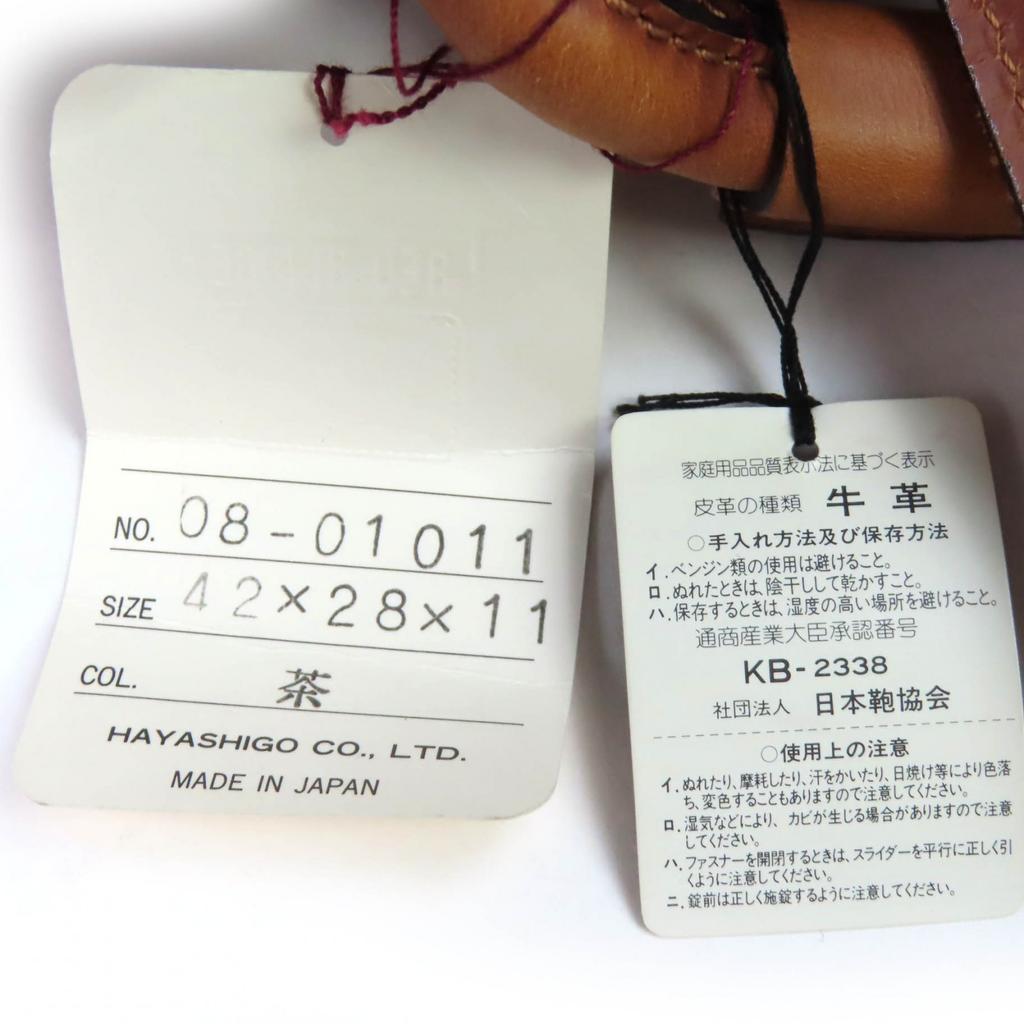 NO. 08-01011
SIZE 42×28×11
COL. 茶
HAYASHIGO CO., LTD.
MADE IN JAPAN
家庭用品品質表示法に基づく表示
皮革の種類 牛革
○手入れ方法及び保存方法
イ.ベンジン類の使用は避けること。
ロ.ぬれたときは、陰干しして乾かすこと。
ハ.保存するときは、湿度の高い場所を避けること。
通商産業大臣承認番号
KB-2338
社団法人 日本鞄協会
○使用上の注意
イ.ぬれたり、摩耗したり、汗をかいたり、日焼け等により色落
ち、変色することもありますので注意してください。
ロ.湿気などにより、カビが生じる場合がありますので注意
してください。
ハ.ファスナーを開閉するときは、スライダーを平行に正しく引
くように注意してください。
ニ.錠前は正しく施錠するように注意してください。